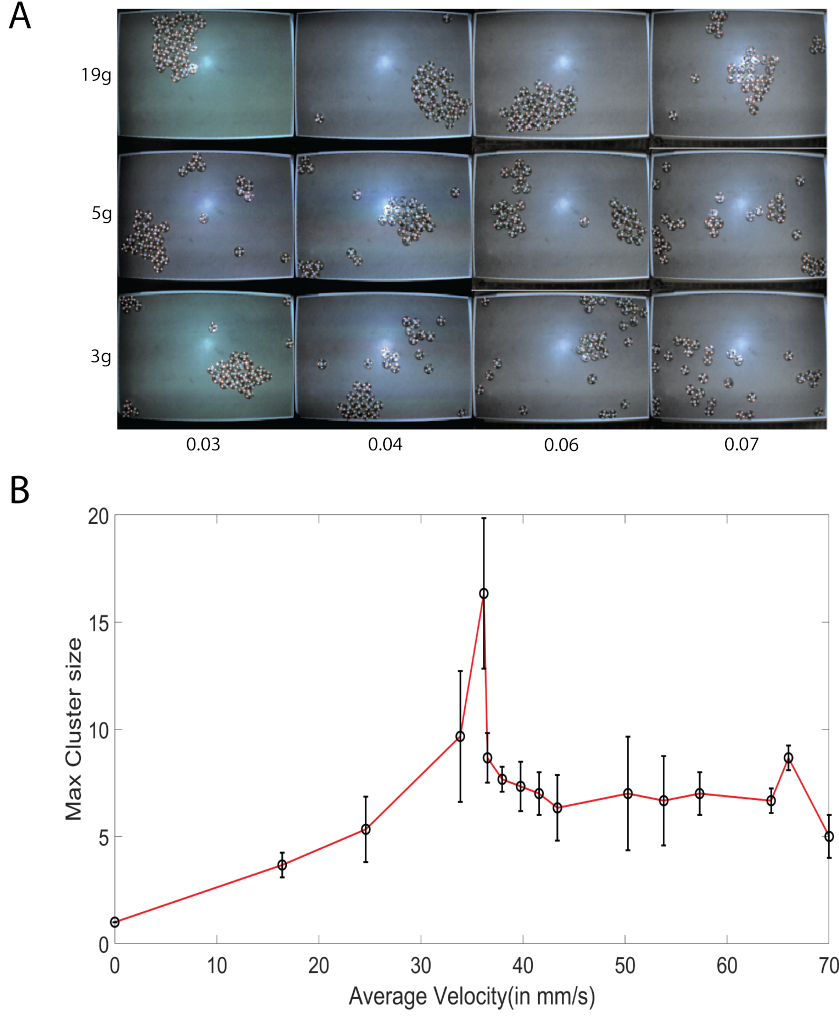 A
19g
5g
3g
0.03 0.04 0.06 0.07
B
20
15
10
5
0
Max Cluster size
0 10 20 30 40 50 60 70
Average Velocity(in mm/s)